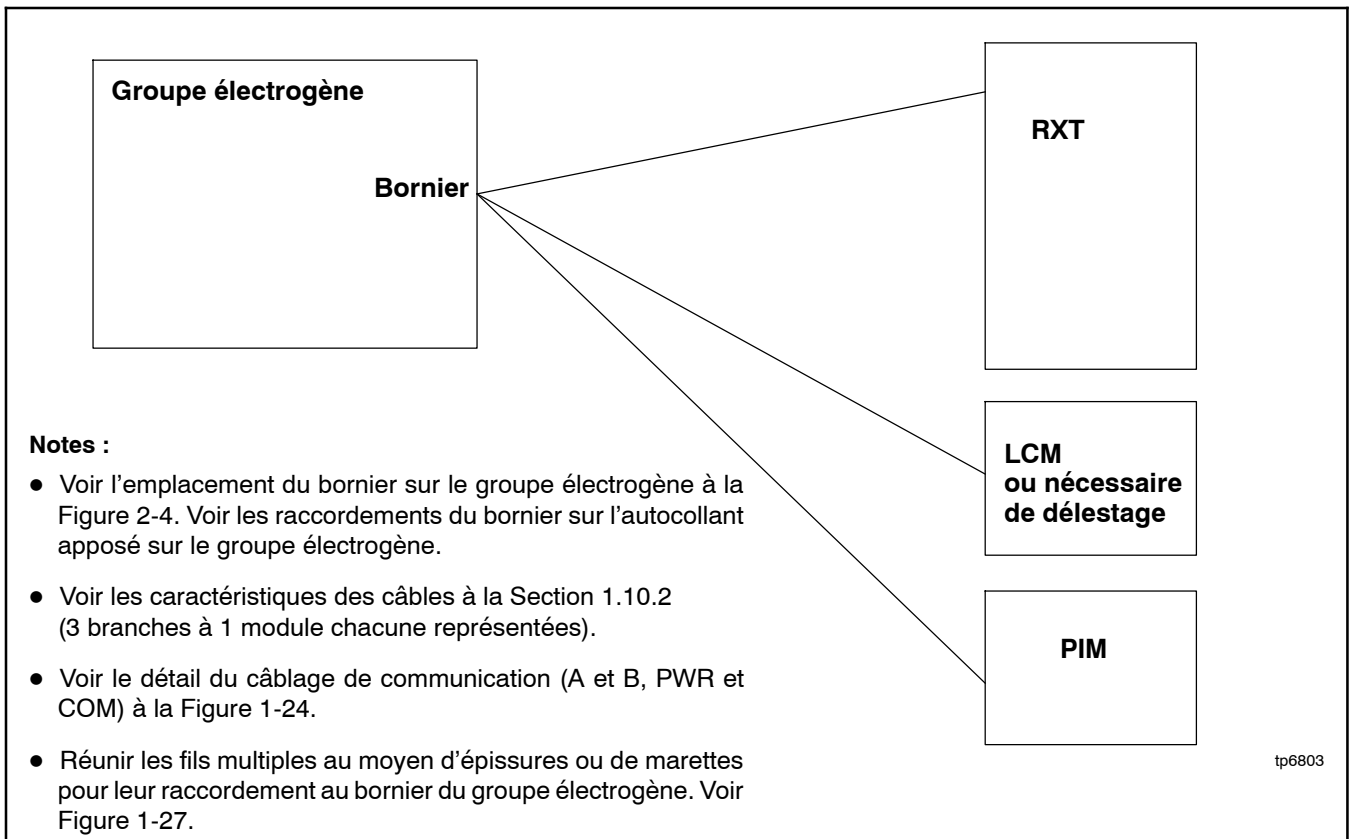 Groupe électrogène
Bornier
RXT
LCM
ou nécessaire
de délestage
PIM
Notes :
● Voir l'emplacement du bornier sur le groupe électrogène à la
Figure 2-4. Voir les raccordements du bornier sur l'autocollant
apposé sur le groupe électrogène.
● Voir les caractéristiques des câbles à la Section 1.10.2
(3 branches à 1 module chacune représentées).
● Voir le détail du câblage de communication (A et B, PWR et
COM) à la Figure 1-24.
● Réunir les fils multiples au moyen d'épissures ou de marettes
pour leur raccordement au bornier du groupe électrogène. Voir
Figure 1-27.
tp6803